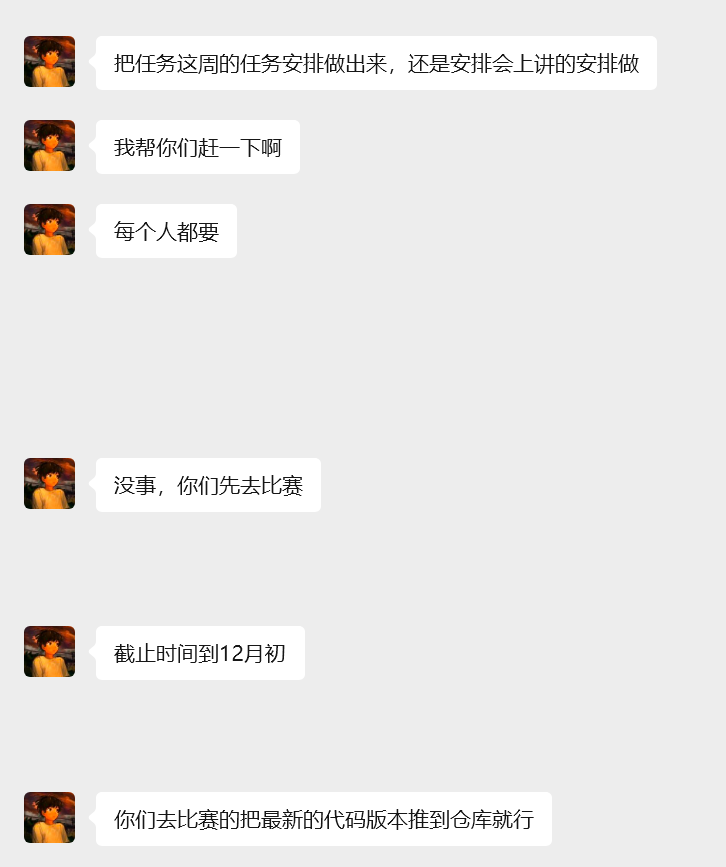 把任务这周的任务安排做出来，还是安排会上讲的安排做
我帮你们赶一下啊
每个人都要
没事，你们先去比赛
截止时间到12月初
你们去比赛的把最新的代码版本推到仓库就行